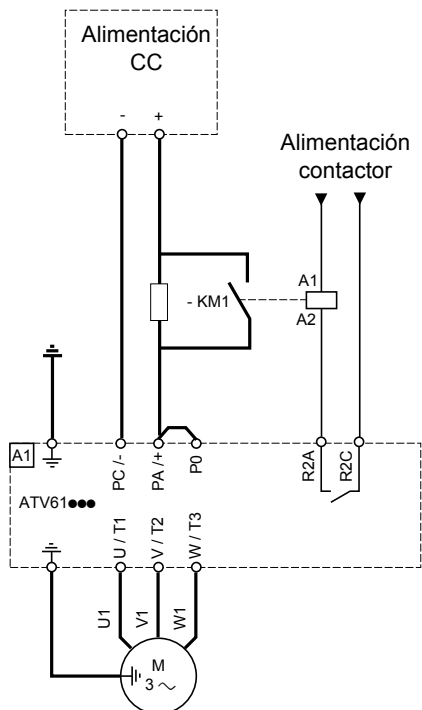 Alimentación
CC
- +
Alimentación
contactor
A1
- KM1
A2
A1
PC /-
PA /+
P0
R2A
R2C
ATV61●●●
U / T1
V / T2
W / T3
U1
V1
W1
M
3 ~